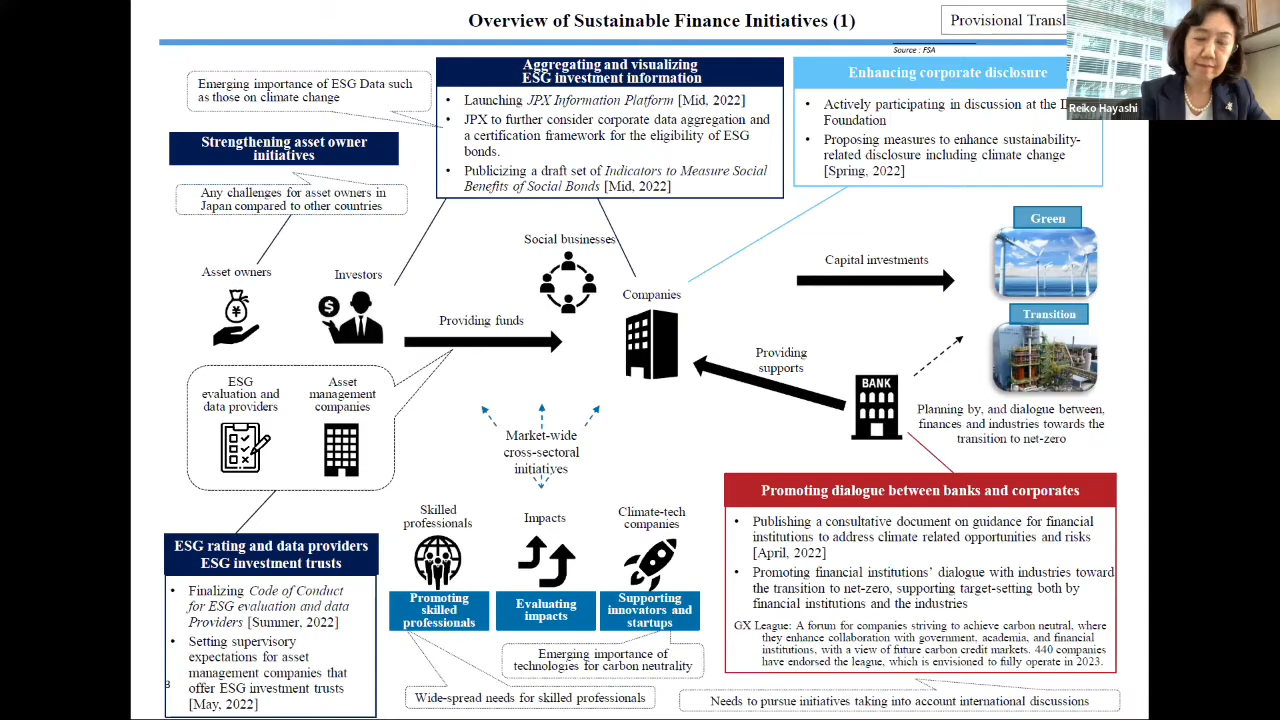 Overview of Sustainable Finance Initiatives (1)
Provisional
Source : FSA
Reiko Hayashi
Emerging importance of ESG Data such
as those on climate change
Aggregating and visualizing
ESG investment information
• Launching JPX Information Platform [Mid, 2022]
• JPX to further consider corporate data aggregation and
a certification framework for the eligibility of ESG
bonds.
• Publicizing a draft set of Indicators to Measure Social
Benefits of Social Bonds [Mid, 2022]
Enhancing corporate disclosure
• Actively participating in discussion at the
Foundation
• Proposing measures to enhance sustainability-
related disclosure including climate change
[Spring, 2022]
Strengthening asset owner
initiatives
Any challenges for asset owners in
Japan compared to other countries
Asset owners
Investors
Social businesses
Companies
Capital investments
Green
Transition
Providing funds
Providing
supports
BANK
Planning by, and dialogue between,
finances and industries towards the
transition to net-zero
ESG
evaluation and
data providers
Asset
management
companies
Market-wide
cross-sectoral
initiatives
Skilled
professionals
Impacts
Climate-tech
companies
Promoting
skilled
professionals
Evaluating
impacts
Supporting
innovators and
startups
Emerging importance of
technologies for carbon neutrality
Wide-spread needs for skilled professionals
ESG rating and data providers
ESG investment trusts
• Finalizing Code of Conduct
for ESG evaluation and data
Providers [Summer, 2022]
• Setting supervisory
expectations for asset
management companies that
offer ESG investment trusts
[May, 2022]
Promoting dialogue between banks and corporates
• Publishing a consultative document on guidance for financial
institutions to address climate related opportunities and risks
[April, 2022]
• Promoting financial institutions' dialogue with industries toward
the transition to net-zero, supporting target-setting both by
financial institutions and the industries
GX League: A forum for companies striving to achieve carbon neutral, where
they enhance collaboration with government, academia, and financial
institutions, with a view of future carbon credit markets. 440 companies
have endorsed the league, which is envisioned to fully operate in 2023.
Needs to pursue initiatives taking into account international discussions